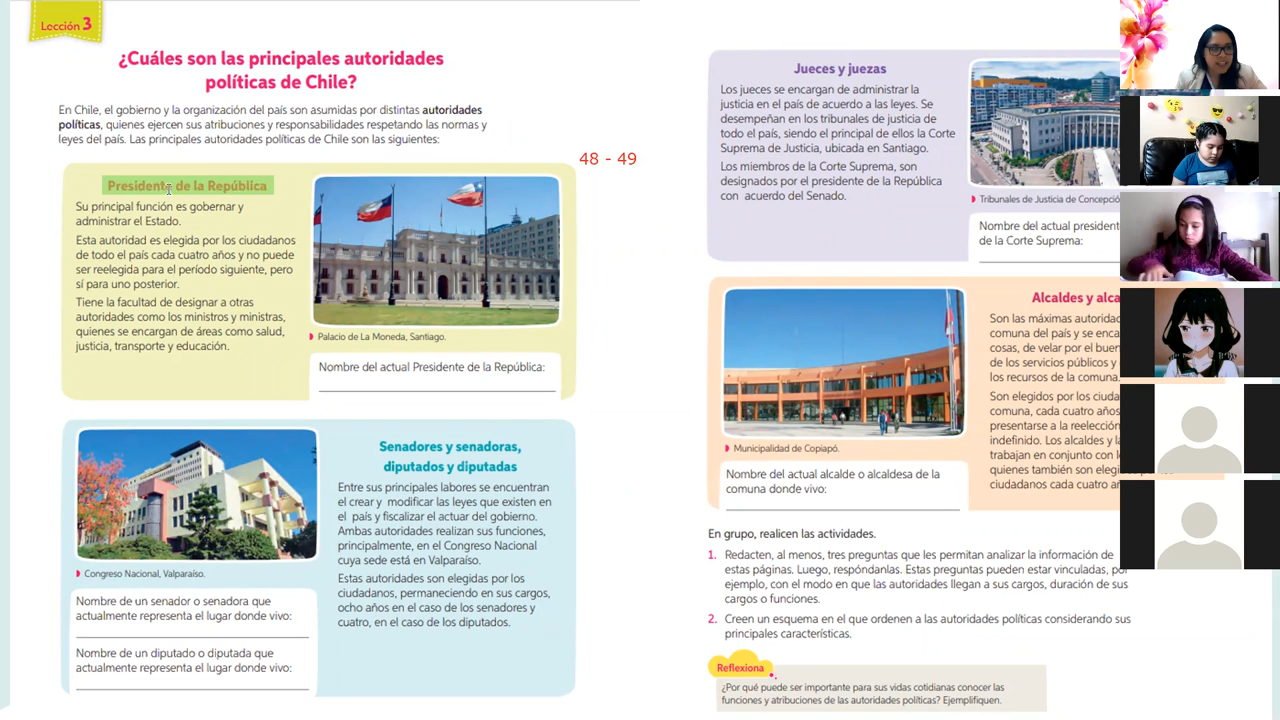 Lección 3
¿Cuáles son las principales autoridades
políticas de Chile?
En Chile, el gobierno y la organización del país son asumidas por distintas autoridades
políticas, quienes ejercen sus atribuciones y responsabilidades respetando las normas y
leyes del país. Las principales autoridades políticas de Chile son las siguientes:
48 - 49
Presidente de la República
Su principal función es gobernar y
administrar el Estado.
Esta autoridad es elegida por los ciudadanos
de todo el país cada cuatro años y no puede
ser reelegida para el período siguiente, pero
sí para uno posterior.
Tiene la facultad de designar a otras
autoridades como los ministros y ministras,
quienes se encargan de áreas como salud,
justicia, transporte y educación.
Palacio de La Moneda, Santiago.
Nombre del actual Presidente de la República:
Senadores y senadoras,
diputados y diputadas
Entre sus principales labores se encuentran
el crear y modificar las leyes que existen en
el país y fiscalizar el actuar del gobierno.
Ambas autoridades realizan sus funciones,
principalmente, en el Congreso Nacional
cuya sede está en Valparaíso.
Estas autoridades son elegidas por los
ciudadanos, permaneciendo en sus cargos,
ocho años en el caso de los senadores y
cuatro, en el caso de los diputados.
Congreso Nacional, Valparaíso.
Nombre de un senador o senadora que
actualmente representa el lugar donde vivo:
Nombre de un diputado o diputada que
actualmente representa el lugar donde vivo:
Jueces y juezas
Los jueces se encargan de administrar la
justicia en el país de acuerdo a las leyes. Se
desempeñan en los tribunales de justicia de
todo el país, siendo el principal de ellos la Corte
Suprema de Justicia, ubicada en Santiago.
Los miembros de la Corte Suprema, son
designados por el presidente de la República
con acuerdo del Senado.
Tribunales de Justicia de Concepció
Nombre del actual president
de la Corte Suprema:
Alcaldes y alca
Son las máximas autoridad
comuna del país y se enca
cosas, de velar por el buen
de los servicios públicos y
los recursos de la comuna.
Son elegidos por los ciuda
comuna, cada cuatro años
presentarse a la reelección
indefinido. Los alcaldes y la
trabajan en conjunto con l
quienes también son elegi
ciudadanos cada cuatro añ
Municipalidad de Copiapó.
Nombre del actual alcalde o alcaldesa de la
comuna donde vivo:
En grupo, realicen las actividades.
1. Redacten, al menos, tres preguntas que les permitan analizar la información de
estas páginas. Luego, respóndanlas. Estas preguntas pueden estar vinculadas, por
ejemplo, con el modo en que las autoridades llegan a sus cargos, duración de sus
cargos o funciones.
2. Creen un esquema en el que ordenen a las autoridades políticas considerando sus
principales características.
Reflexiona
¿Por qué puede ser importante para sus vidas cotidianas conocer las
funciones y atribuciones de las autoridades políticas? Ejemplifiquen.